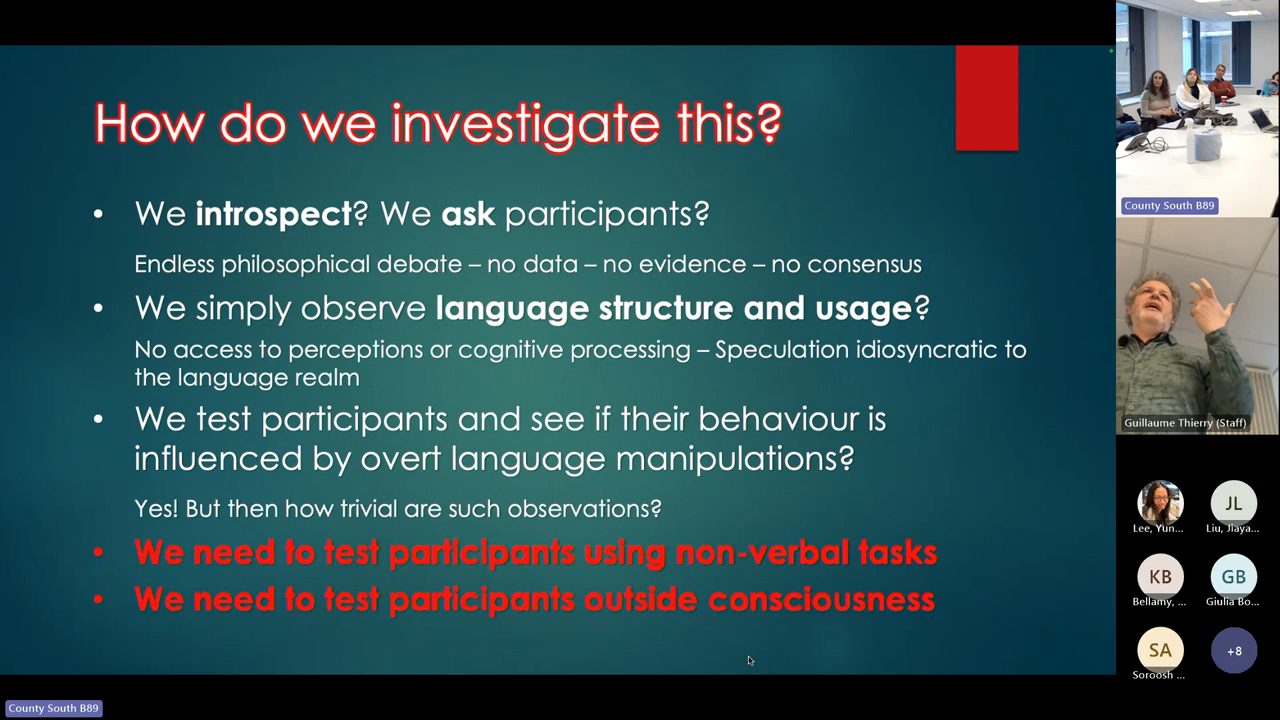 How do we investigate this?
• We introspect? We ask participants?
Endless philosophical debate – no data – no evidence – no consensus
• We simply observe language structure and usage?
No access to perceptions or cognitive processing – Speculation idiosyncratic to
the language realm
• We test participants and see if their behaviour is
influenced by overt language manipulations?
Yes! But then how trivial are such observations?
• We need to test participants using non-verbal tasks
• We need to test participants outside consciousness
County South B89
County South B89
Guillaume Thierry (Staff)
Lee, Yun...
JL
Liu, Jiaya...
KB
Bellamy, ...
GB
Giulia Bo...
SA
Soroosh ...
+8